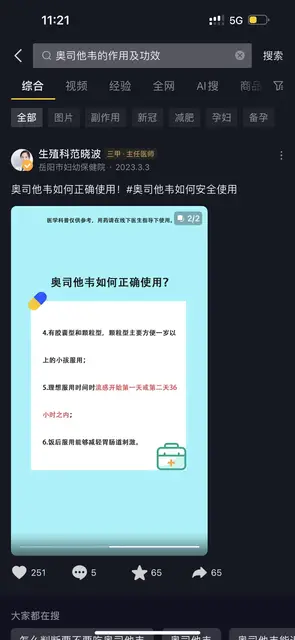 11:21
5G
奥司他韦的作用及功效
搜索
综合
视频
经验
全网
AI搜
商品
全部
图片
副作用
新冠
减肥
孕妇
备孕
生殖科范晓波
三甲·主任医师
岳阳市妇幼保健院 · 2023.3.3
奥司他韦如何正确使用！#奥司他韦如何安全使用
医学科普仅供参考，用药请在线下医生指导下使用。
2/2
奥司他韦如何正确使用？
4.有胶囊型和颗粒型，颗粒型主要方便一岁以
上的小孩服用；
5.理想服用时间时流感开始第一天或第二天36
小时之内；
6.饭后服用能够减轻胃肠道刺激。
251
5
65
65
大家都在搜